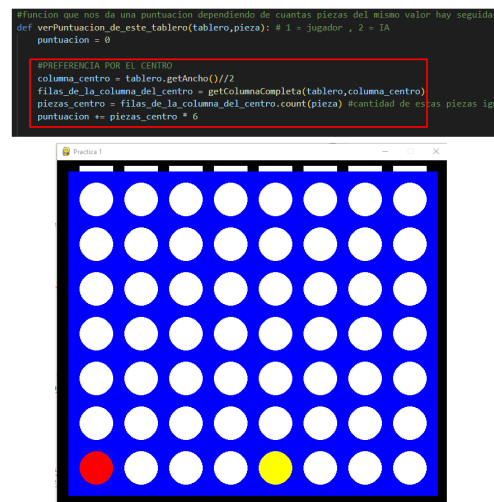 #funcion que nos da una puntuacion dependiendo de cuantas piezas del mismo valor hay seguidas
def verPuntuacion_de_este_tablero(tablero,pieza): # 1 = jugador , 2 = IA
puntuacion = 0
#PREFERENCIA POR EL CENTRO
columna_centro = tablero.getAncho()//2
filas_de_la_columna_del_centro = getColumnaCompleta(tablero,columna_centro)
piezas_centro = filas_de_la_columna_del_centro.count(pieza) #cantidad de estas piezas
puntuacion += piezas_centro * 6
Practica 1